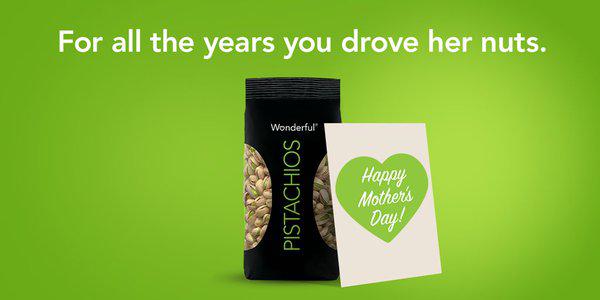 For all the years you drove her nuts.
Wonderful®
PISTACHIOS
Happy
Mother's
Day!